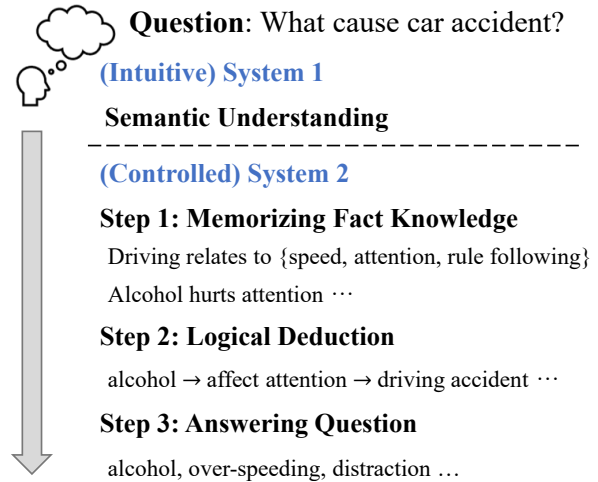 Question: What cause car accident?
(Intuitive) System 1
Semantic Understanding
(Controlled) System 2
Step 1: Memorizing Fact Knowledge
Driving relates to {speed, attention, rule following}
Alcohol hurts attention ⋯
Step 2: Logical Deduction
alcohol → affect attention → driving accident ⋯
Step 3: Answering Question
alcohol, over-speeding, distraction …